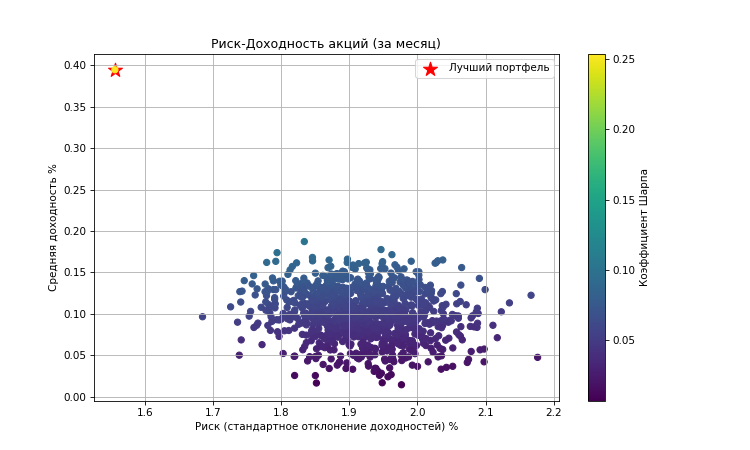 Риск-Доходность акций (за месяц)
Лучший портфель
0.40
0.35
0.30
0.25
0.20
0.15
0.10
0.05
0.00
Средняя доходность %
1.6 1.7 1.8 1.9 2.0 2.1 2.2
Риск (стандартное отклонение доходностей) %
0.25
0.20
0.15
0.10
0.05
Коэффициент Шарпа